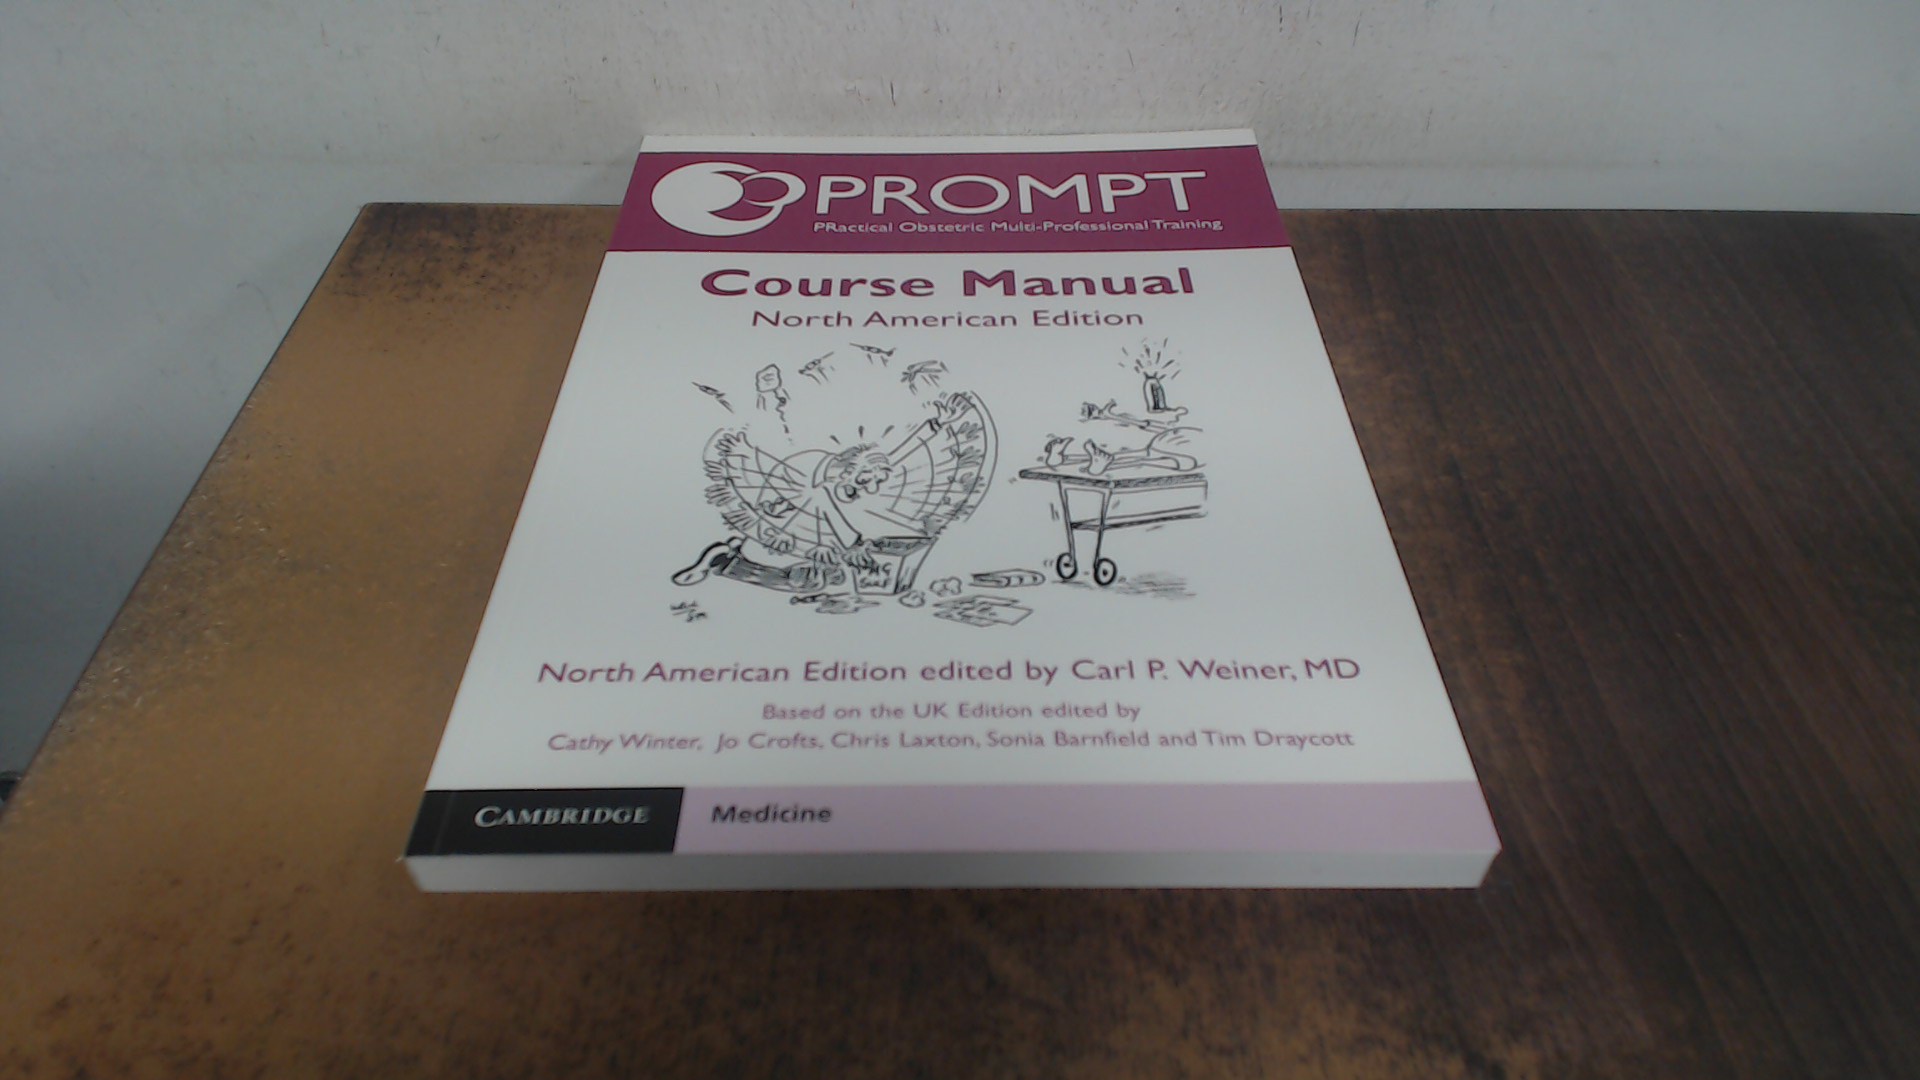 PROMPT
PRactical Obstetric Multi-Professional Training
Course Manual
North American Edition
North American Edition edited by Carl P. Weiner, MD
Based on the UK Edition edited by
Cathy Winter, Jo Crofts, Chris Laxton, Sonia Barnfield and Tim Draycott
CAMBRIDGE
Medicine